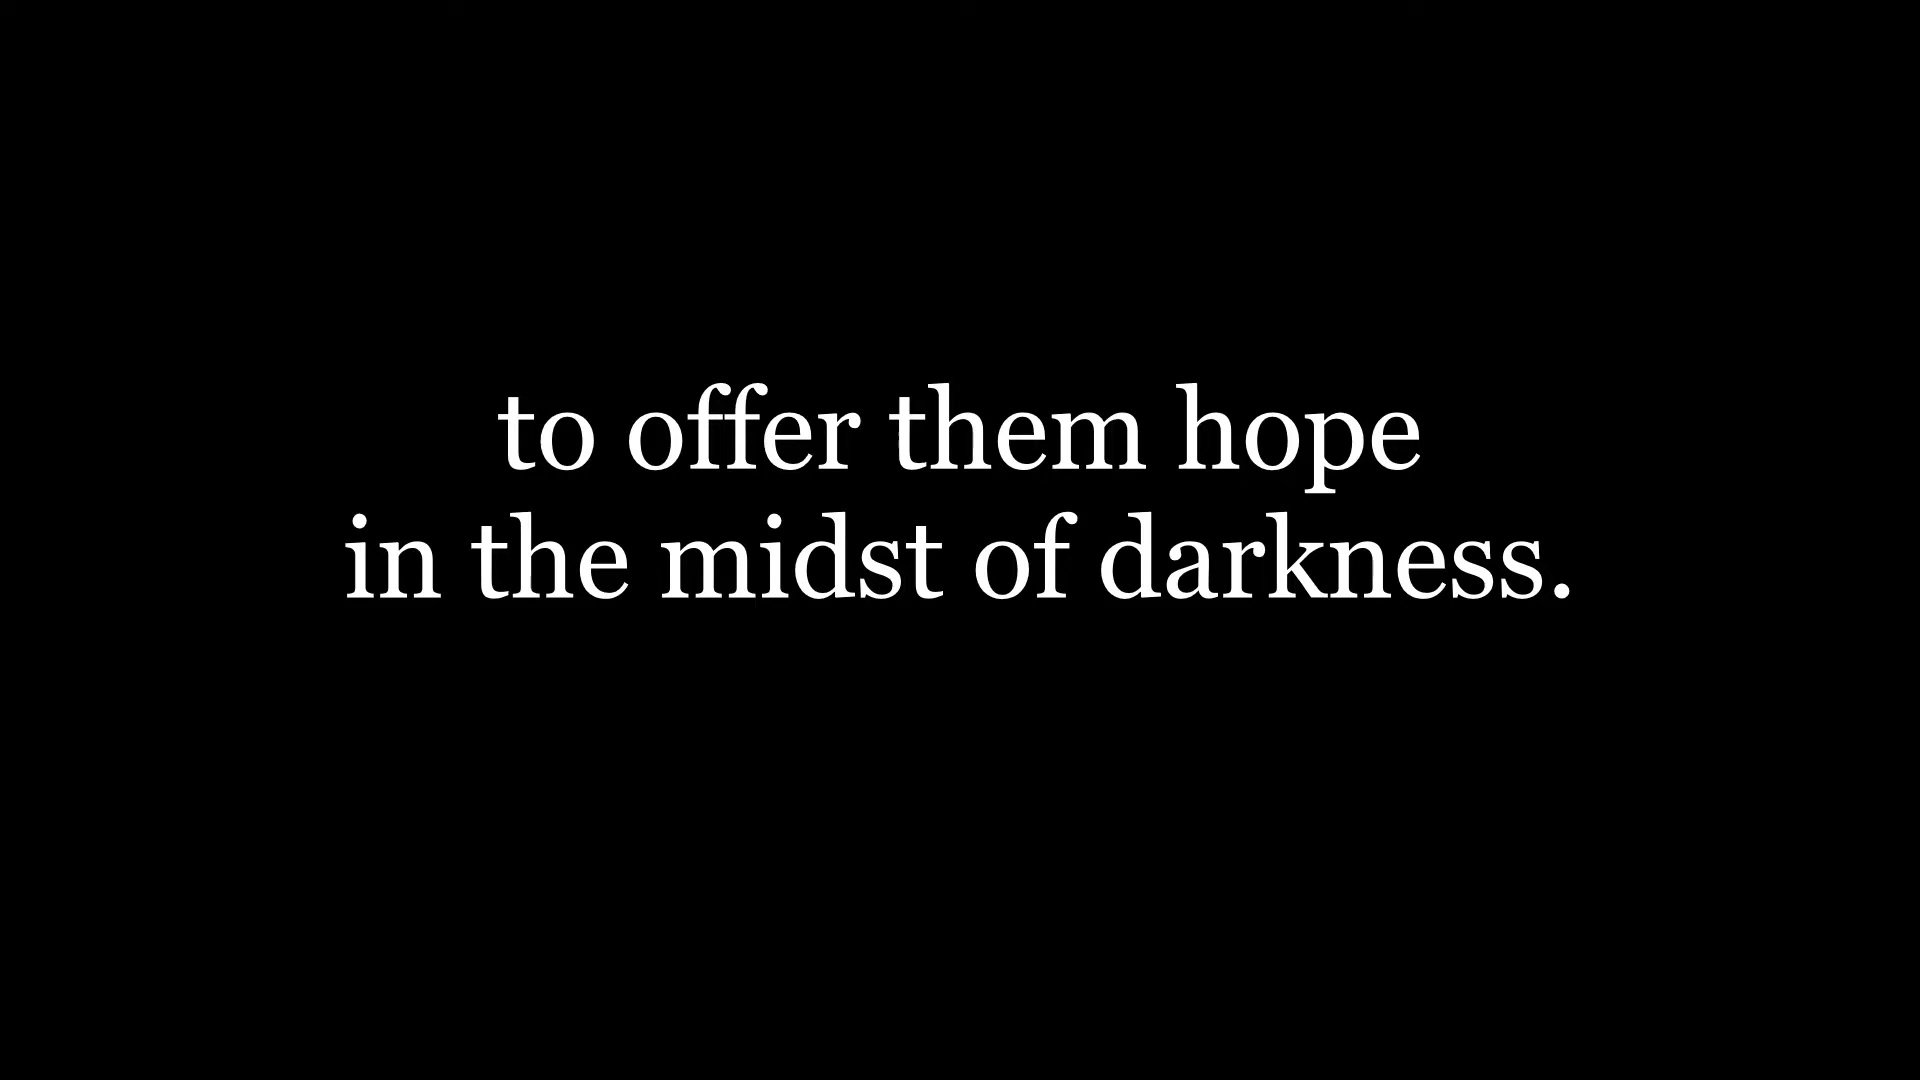 to offer them hope
in the midst of darkness.